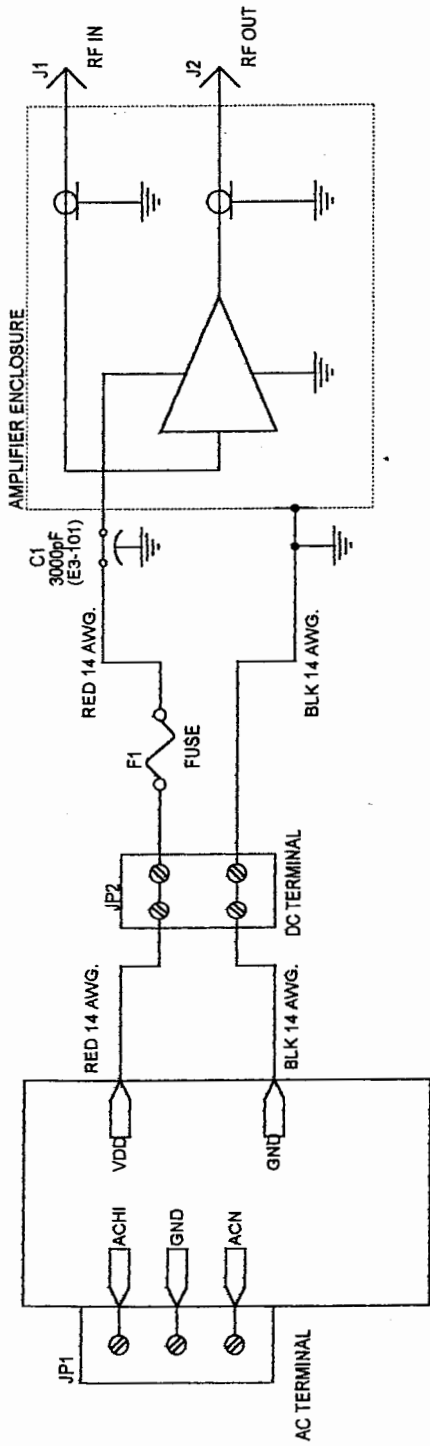 AMPLIFIER ENCLOSURE
J1
RF IN
J2
RF OUT
C1
3000pF
(E3-101)
RED 14 AWG.
F1
FUSE
BLK 14 AWG.
JP2
DC TERMINAL
RED 14 AWG.
BLK 14 AWG.
VDD
GND
ACHI
GND
ACN
JP1
AC TERMINAL